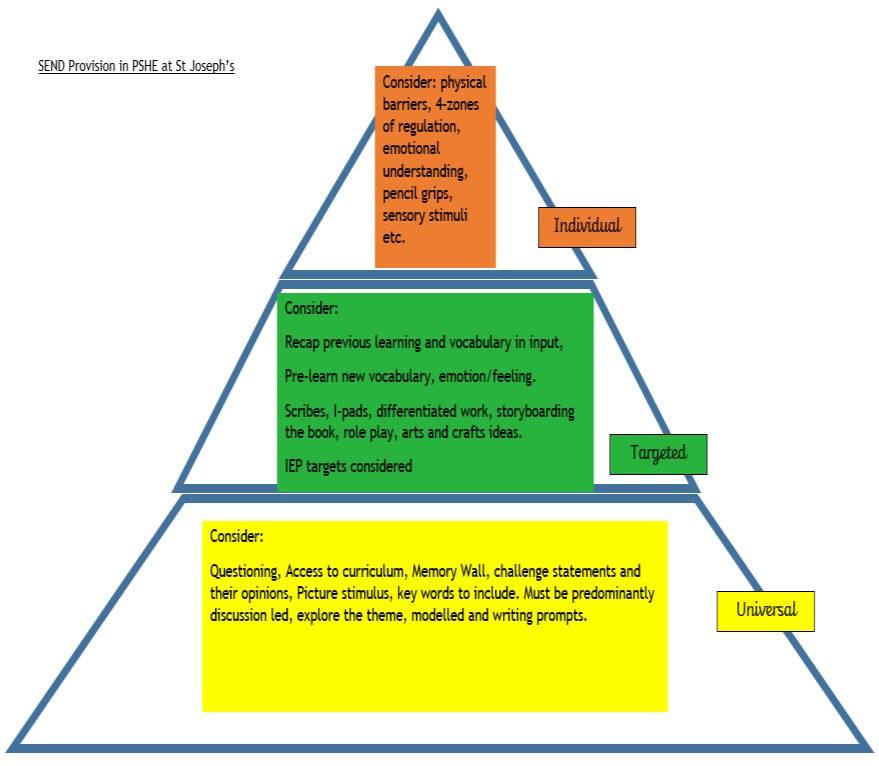 SEND Provision in PSHE at St Joseph's
Consider: physical
barriers, 4-zones
of regulation,
emotional
understanding,
pencil grips,
sensory stimuli
etc.
Individual
Consider:
Recap previous learning and vocabulary in input,
Pre-learn new vocabulary, emotion/feeling.
Scribes, I-pads, differentiated work, storyboarding
the book, role play, arts and crafts ideas.
IEP targets considered
Targeted
Consider:
Questioning, Access to curriculum, Memory Wall, challenge statements and
their opinions, Picture stimulus, key words to include. Must be predominantly
discussion led, explore the theme, modelled and writing prompts.
Universal